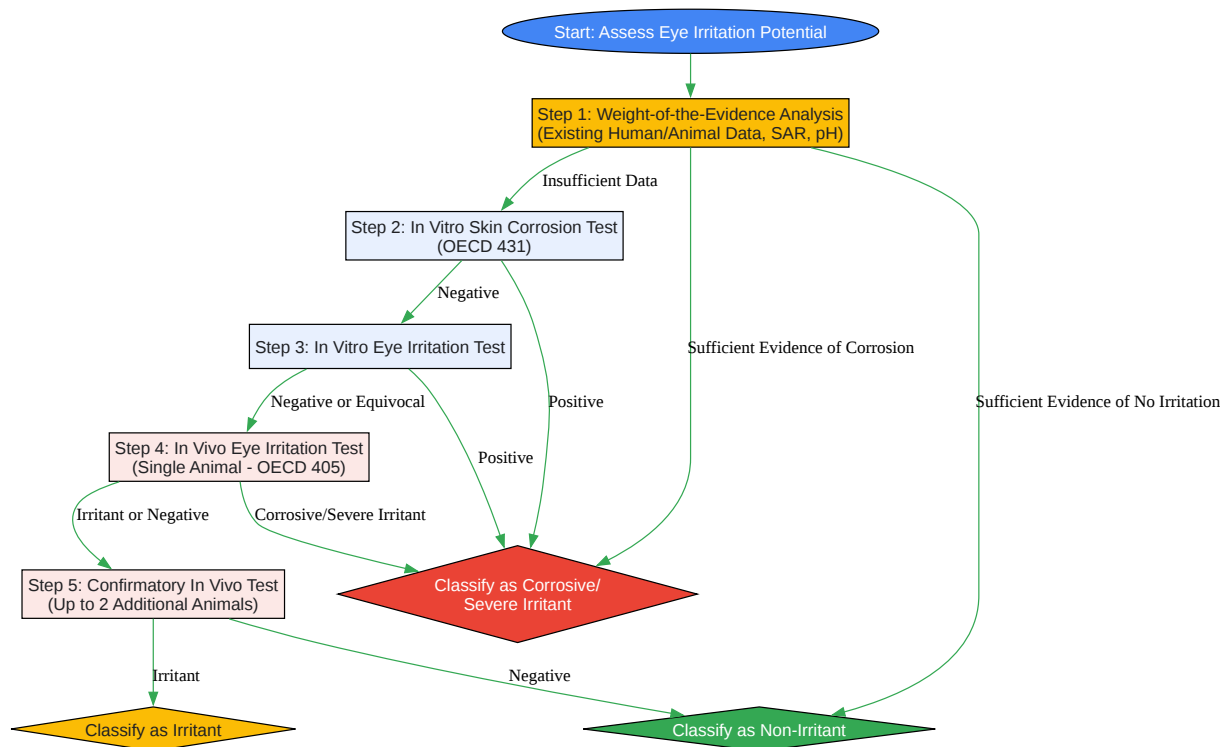 Start: Assess Eye Irritation Potential
Step 1: Weight-of-the-Evidence Analysis
(Existing Human/Animal Data, SAR, pH)
Insufficient Data
Step 2: In Vitro Skin Corrosion Test
(OECD 431)
Negative
Step 3: In Vitro Eye Irritation Test
Sufficient Evidence of Corrosion
Negative or Equivocal
Positive
Sufficient Evidence of No Irritation
Step 4: In Vivo Eye Irritation Test
(Single Animal - OECD 405)
Positive
Irritant or Negative
Corrosive/Severe Irritant
Step 5: Confirmatory In Vivo Test
(Up to 2 Additional Animals)
Classify as Corrosive/
Severe Irritant
Irritant
Negative
Classify as Irritant
Classify as Non-Irritant